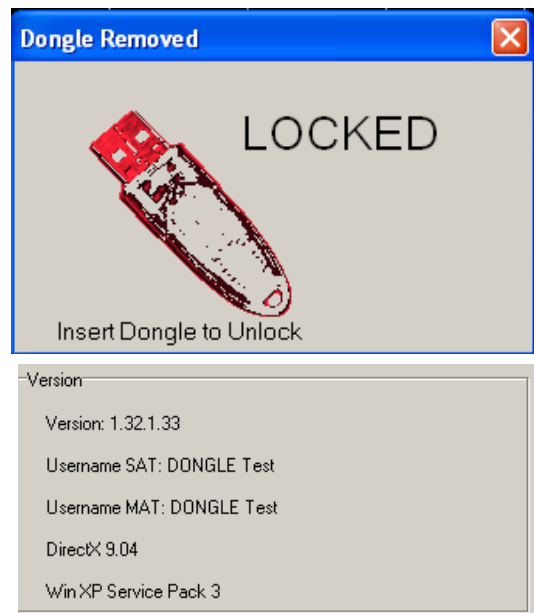 Dongle Removed
LOCKED
Insert Dongle to Unlock
Version
Version: 1.32.1.33
Username SAT: DONGLE Test
Username MAT: DONGLE Test
DirectX 9.04
Win XP Service Pack 3